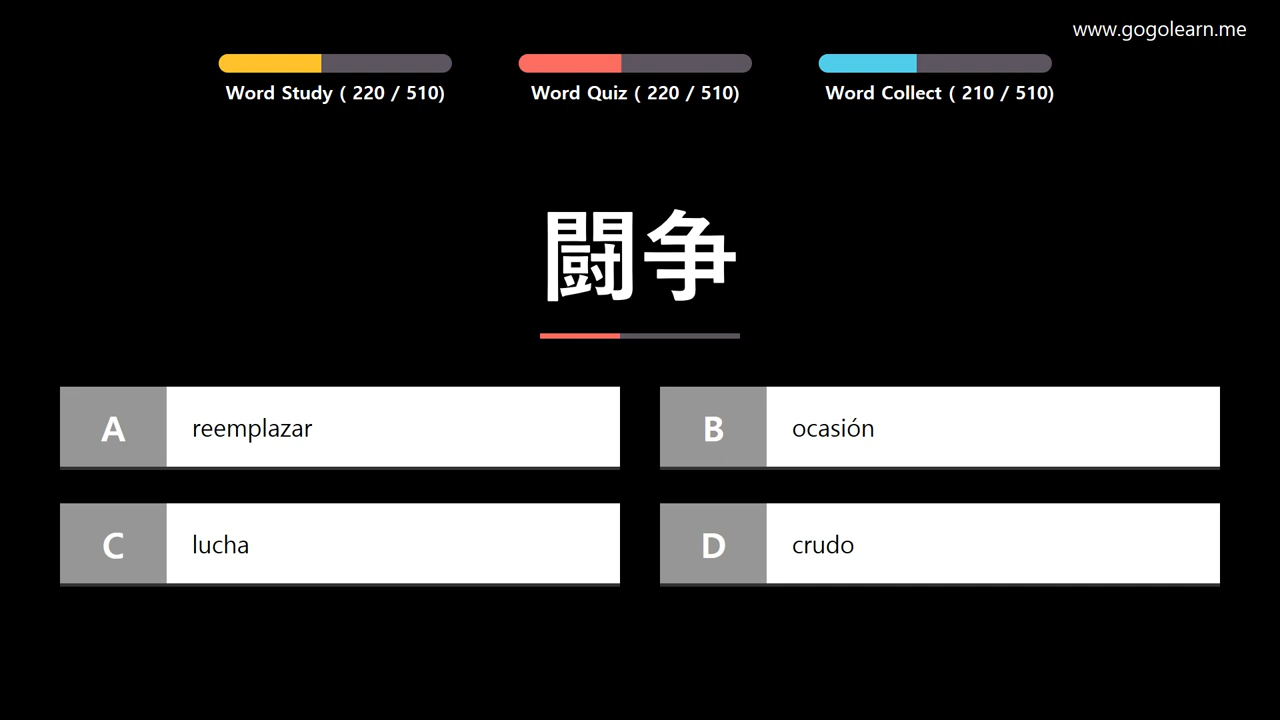 www.gogolearn.me
Word Study ( 220 / 510)
Word Quiz ( 220 / 510)
Word Collect ( 210 / 510)
闘争
A reemplazar
B ocasión
C lucha
D crudo